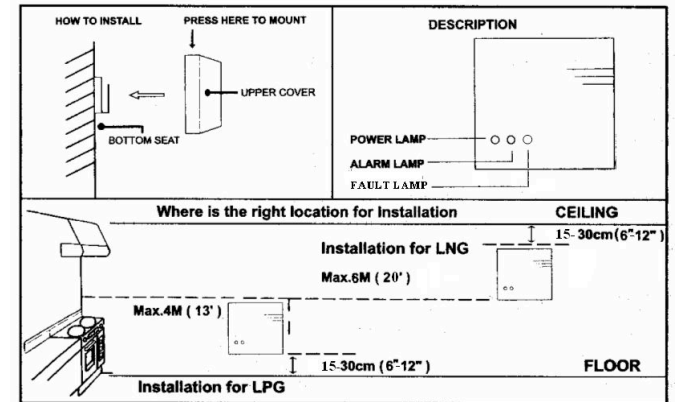 HOW TO INSTALL
PRESS HERE TO MOUNT
UPPER COVER
BOTTOM SEAT
DESCRIPTION
POWER LAMP
ALARM LAMP
FAULT LAMP
Where is the right location for Installation
CEILING
15-30cm(6"-12")
Installation for LNG
Max.6M ( 20' )
Max.4M ( 13' )
15-30cm (6"-12")
FLOOR
Installation for LPG